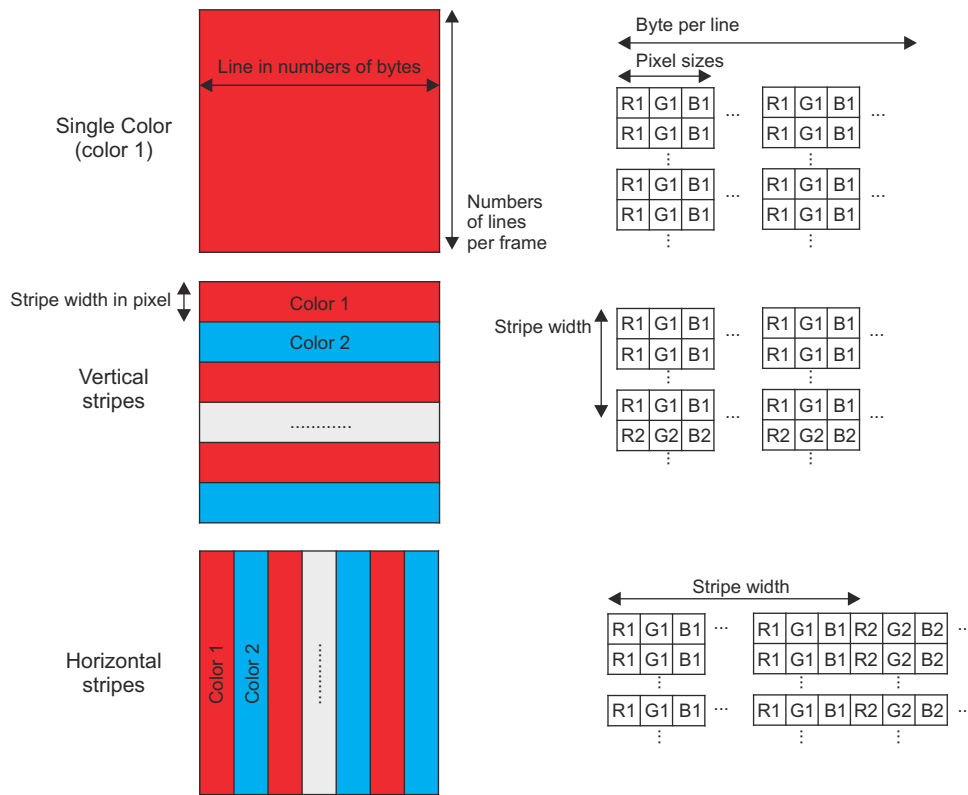 Line in numbers of bytes
Single Color
(color 1)
Numbers
of lines
per frame
Byte per line
Pixel sizes
R1 G1 B1 ... R1 G1 B1 ...
R1 G1 B1 R1 G1 B1
... ...
R1 G1 B1 ... R1 G1 B1 ...
R1 G1 B1 R1 G1 B1
... ...
Stripe width in pixel
Color 1
Color 2
Vertical
stripes
............
Stripe width
R1 G1 B1 ... R1 G1 B1 ...
R1 G1 B1 R1 G1 B1
... ...
R1 G1 B1 ... R1 G1 B1 ...
R2 G2 B2 R2 G2 B2
... ...
Horizontal
stripes
Color 1
Color 2
............
Stripe width
R1 G1 B1 ... R1 G1 B1 R2 G2 B2 ..
R1 G1 B1 R1 G1 B1 R2 G2 B2
... ... ...
R1 G1 B1 ... R1 G1 B1 R2 G2 B2 ..
... ... ...